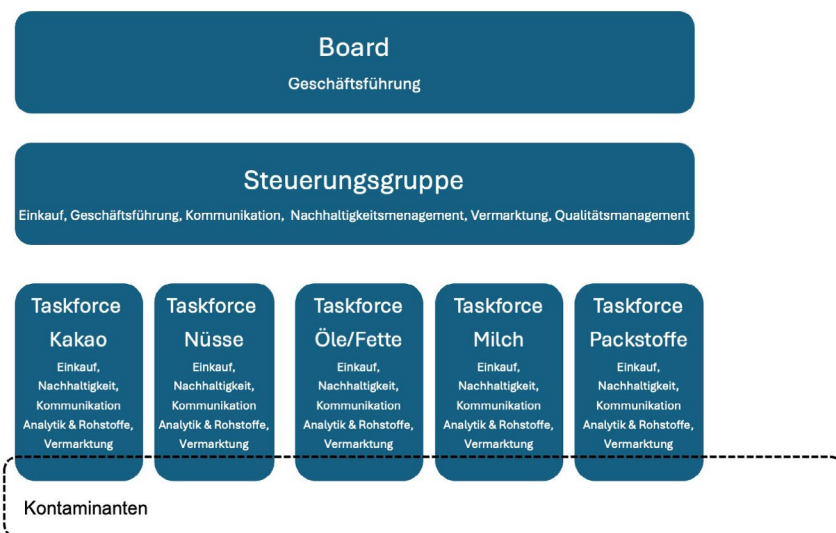 Board
Geschäftsführung
Steuerungsgruppe
Einkauf, Geschäftsführung, Kommunikation, Nachhaltigkeitsmenagement, Vermarktung, Qualitätsmanagement
Taskforce
Kakao
Einkauf,
Nachhaltigkeit,
Kommunikation
Analytik & Rohstoffe,
Vermarktung
Taskforce
Nüsse
Einkauf,
Nachhaltigkeit,
Kommunikation
Analytik & Rohstoffe,
Vermarktung
Taskforce
Öle/Fette
Einkauf,
Nachhaltigkeit,
Kommunikation
Analytik & Rohstoffe,
Vermarktung
Taskforce
Milch
Einkauf,
Nachhaltigkeit,
Kommunikation
Analytik & Rohstoffe,
Vermarktung
Taskforce
Packstoffe
Einkauf,
Nachhaltigkeit,
Kommunikation
Analytik & Rohstoffe,
Vermarktung
Kontaminanten